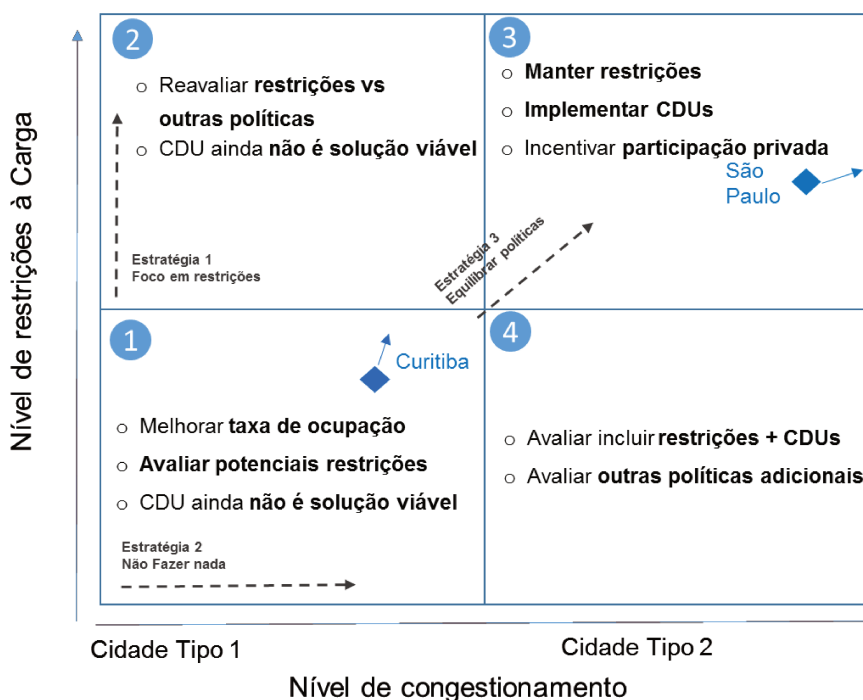 Nível de restrições à Carga
2
○ Reavaliar restrições vs
outras políticas
○ CDU ainda não é solução viável
Estratégia 1
Foco em restrições
3
○ Manter restrições
○ Implementar CDUs
○ Incentivar participação privada
São
Paulo
Estratégia 3
Equilibrar políticas
1
Curitiba
○ Melhorar taxa de ocupação
○ Avaliar potenciais restrições
○ CDU ainda não é solução viável
Estratégia 2
Não Fazer nada
4
○ Avaliar incluir restrições + CDUs
○ Avaliar outras políticas adicionais
Cidade Tipo 1
Cidade Tipo 2
Nível de congestionamento